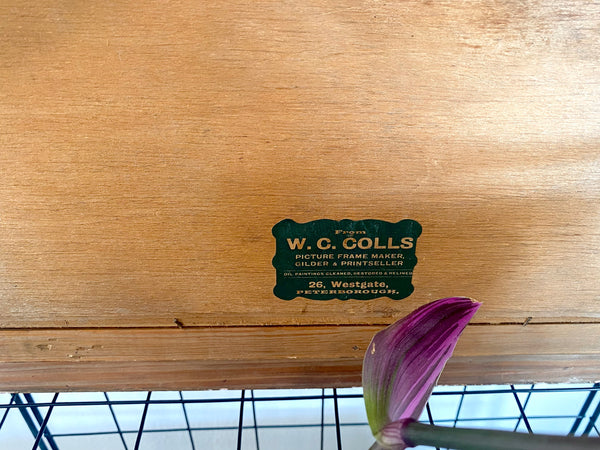 From
W. C. COLLS
PICTURE FRAME MAKER,
GILDER & PRINTSELLER
OIL PAINTINGS CLEANED, RESTORED & RELINED
26, Westgate,
PETERBOROUGH.